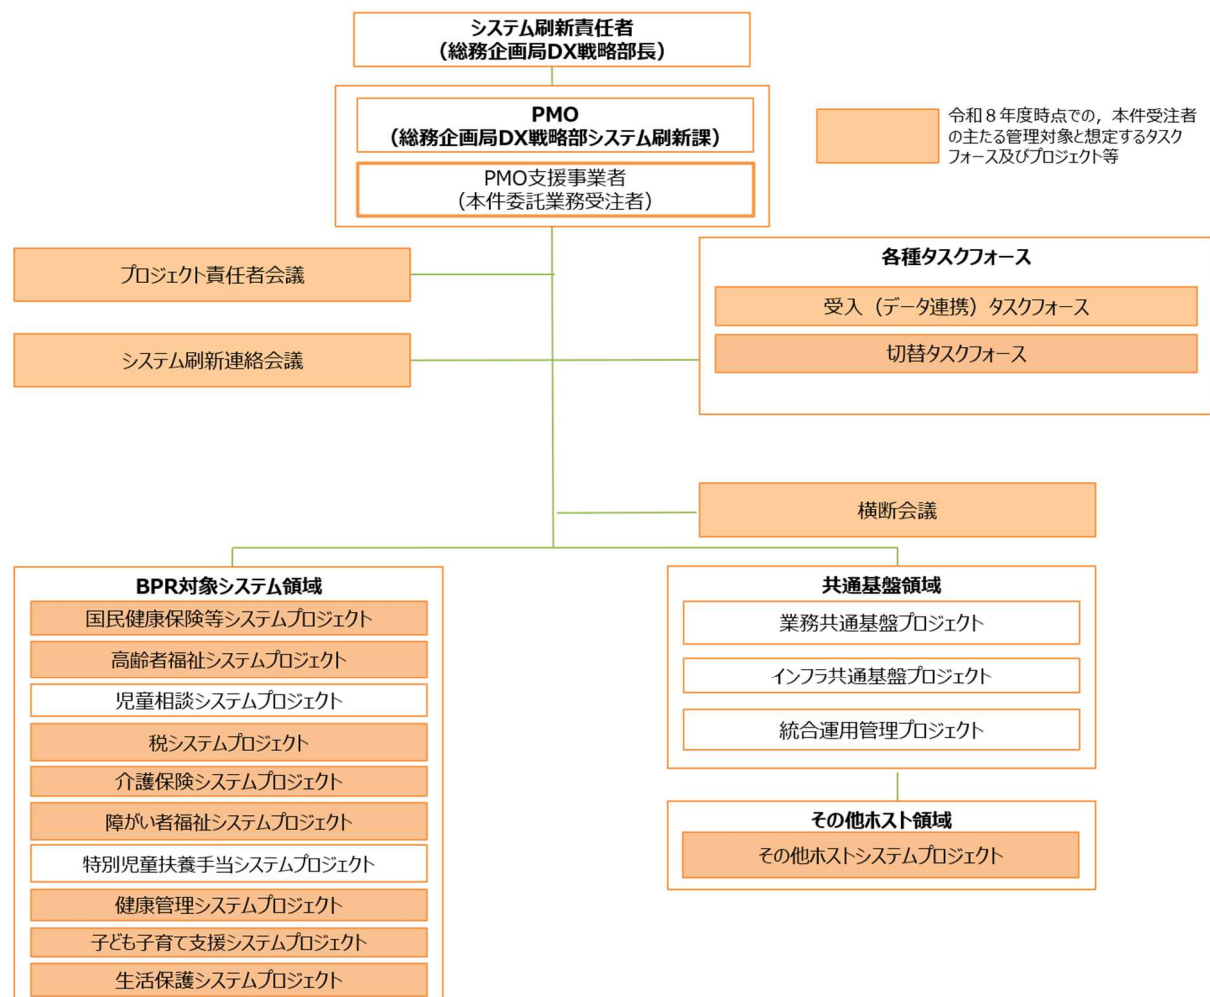 システム刷新責任者
（総務企画局DX戦略部長）
PMO
（総務企画局DX戦略部システム刷新課）
PMO支援事業者
（本件委託業務受注者）
令和８年度時点での，本件受注者
の主たる管理対象と想定するタスク
フォース及びプロジェクト等
プロジェクト責任者会議
システム刷新連絡会議
各種タスクフォース
受入（データ連携）タスクフォース
切替タスクフォース
横断会議
BPR対象システム領域
国民健康保険等システムプロジェクト
高齢者福祉システムプロジェクト
児童相談システムプロジェクト
税システムプロジェクト
介護保険システムプロジェクト
障がい者福祉システムプロジェクト
特別児童扶養手当システムプロジェクト
健康管理システムプロジェクト
子ども子育て支援システムプロジェクト
生活保護システムプロジェクト
共通基盤領域
業務共通基盤プロジェクト
インフラ共通基盤プロジェクト
統合運用管理プロジェクト
その他ホスト領域
その他ホストシステムプロジェクト